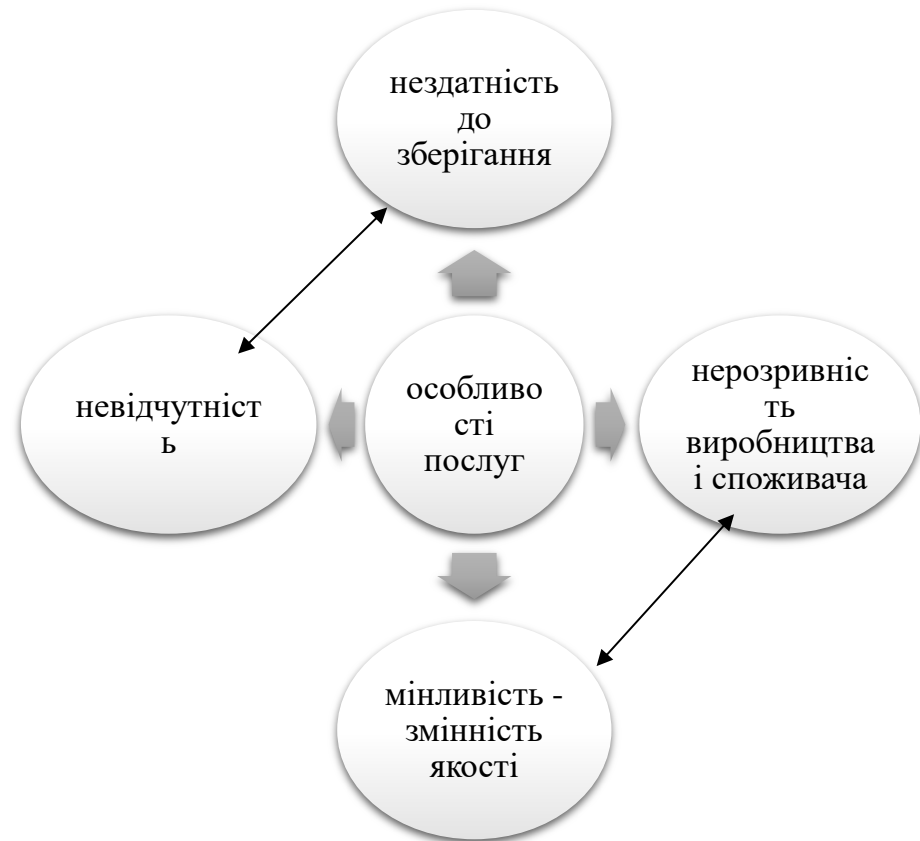 нездатність
до
зберігання
невідчутніст
ь
особливо
сті
послуг
нерозривніс
ть
виробництва
і споживача
мінливість -
змінність
якості